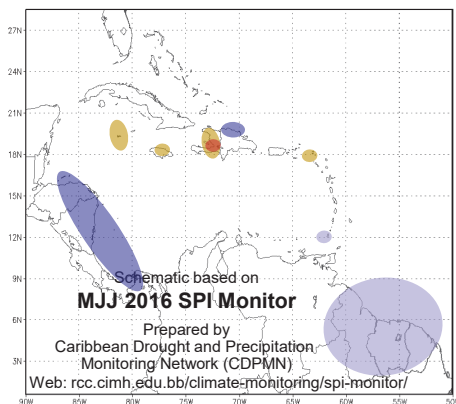 27N
24N
21N
18N
15N
12N
9N
Schematic based on
MJJ 2016 SPI Monitor
6N
Prepared by
Caribbean Drought and Precipitation
3N
Monitoring Network (CDPMN)
Web: rcc.cimh.edu.bb/climate-monitoring/spi-monitor/
90W 85W 80W 75W 70W 65W 60W 55W 50W